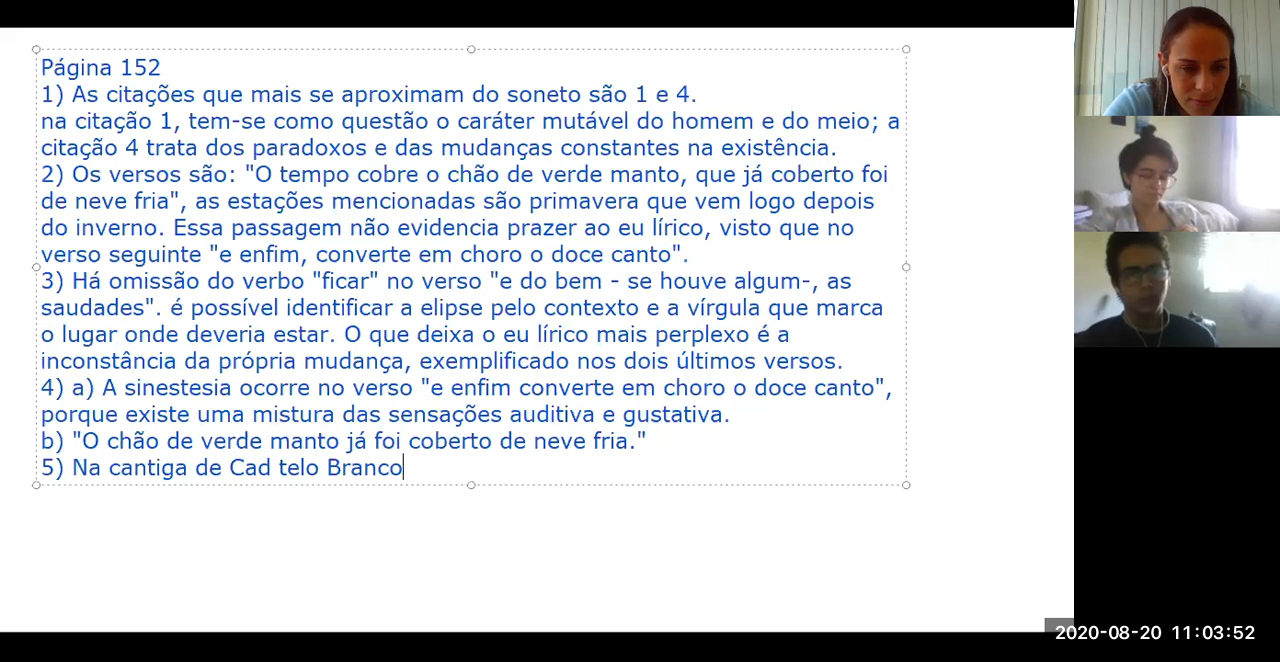 Página 152
1) As citações que mais se aproximam do soneto são 1 e 4.
na citação 1, tem-se como questão o caráter mutável do homem e do meio; a
citação 4 trata dos paradoxos e das mudanças constantes na existência.
2) Os versos são: "O tempo cobre o chão de verde manto, que já coberto foi
de neve fria", as estações mencionadas são primavera que vem logo depois
do inverno. Essa passagem não evidencia prazer ao eu lírico, visto que no
verso seguinte "e enfim, converte em choro o doce canto".
3) Há omissão do verbo "ficar" no verso "e do bem - se houve algum-, as
saudades". é possível identificar a elipse pelo contexto e a vírgula que marca
o lugar onde deveria estar. O que deixa o eu lírico mais perplexo é a
inconstância da própria mudança, exemplificado nos dois últimos versos.
4) a) A sinestesia ocorre no verso "e enfim converte em choro o doce canto",
porque existe uma mistura das sensações auditiva e gustativa.
b) "O chão de verde manto já foi coberto de neve fria."
5) Na cantiga de Cad telo Branco
2020-08-20 11:03:52